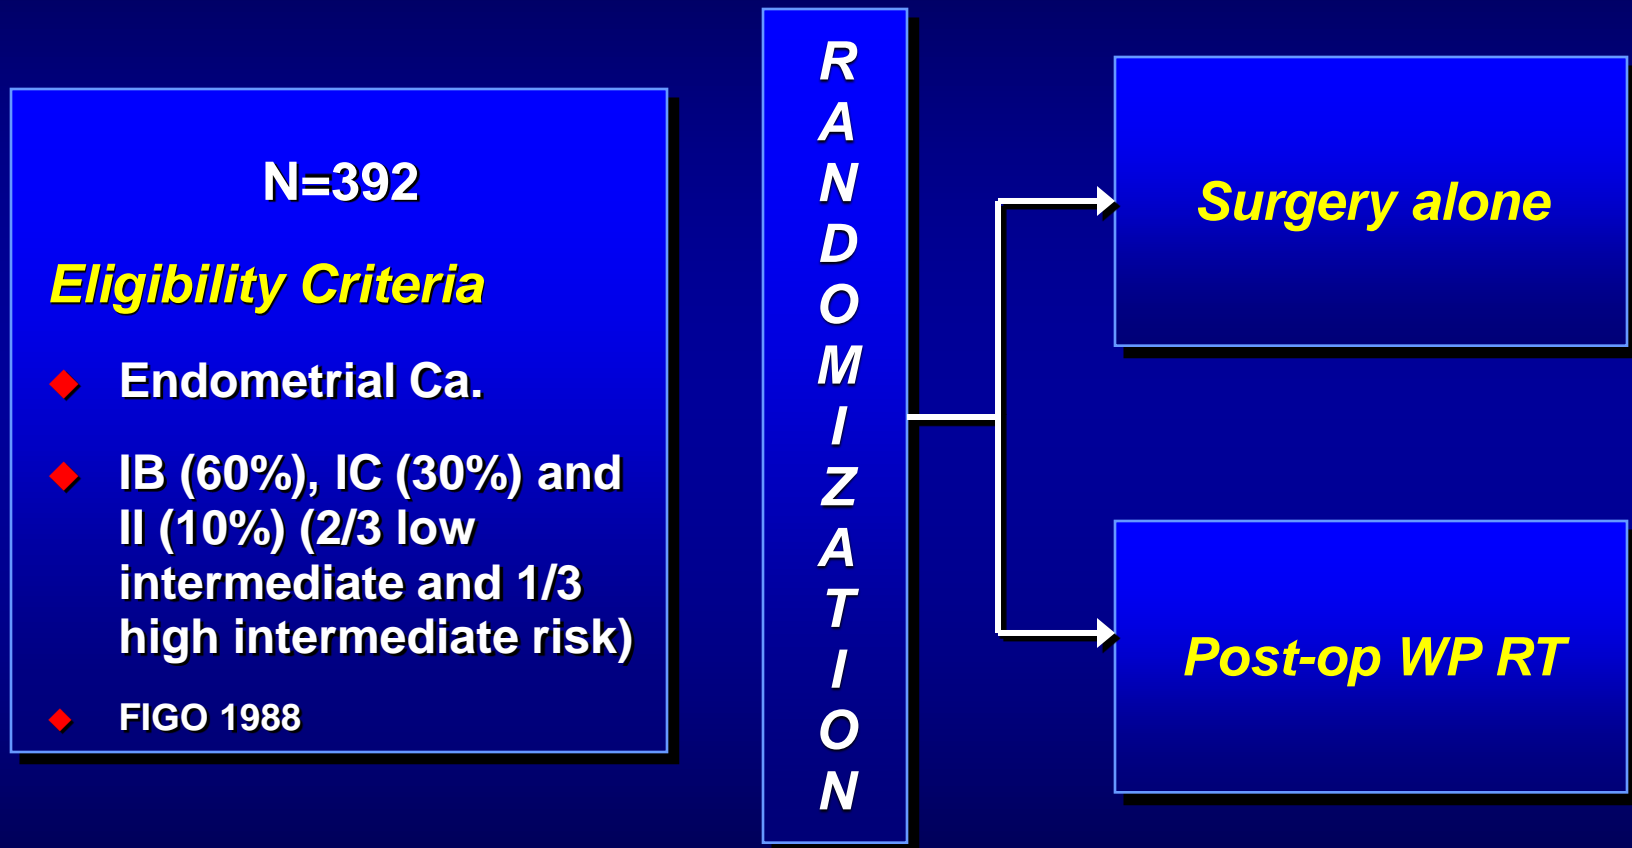 N=392
Eligibility Criteria
Endometrial Ca.
IB (60%), IC (30%) and
II (10%) (2/3 low
intermediate and 1/3
high intermediate risk)
FIGO 1988
R
A
N
D
O
M
I
Z
A
T
I
O
N
Surgery alone
Post-op WP RT